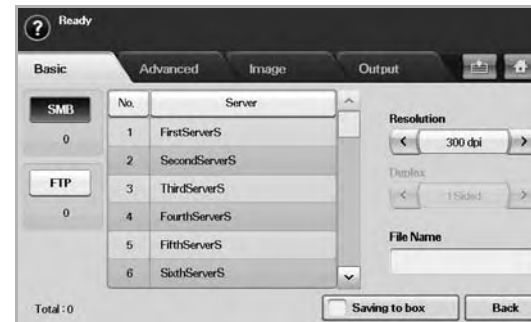 ? Ready
Basic Advanced Image Output
SMB
0
FTP
0
No. Server
1 FirstServerS
2 SecondServerS
3 ThirdServerS
4 FourthServerS
5 FifthServerS
6 SixthServerS
Resolution
< 300 dpi >
Duplex
< 1 Sided >
File Name
Total : 0
Saving to box
Back